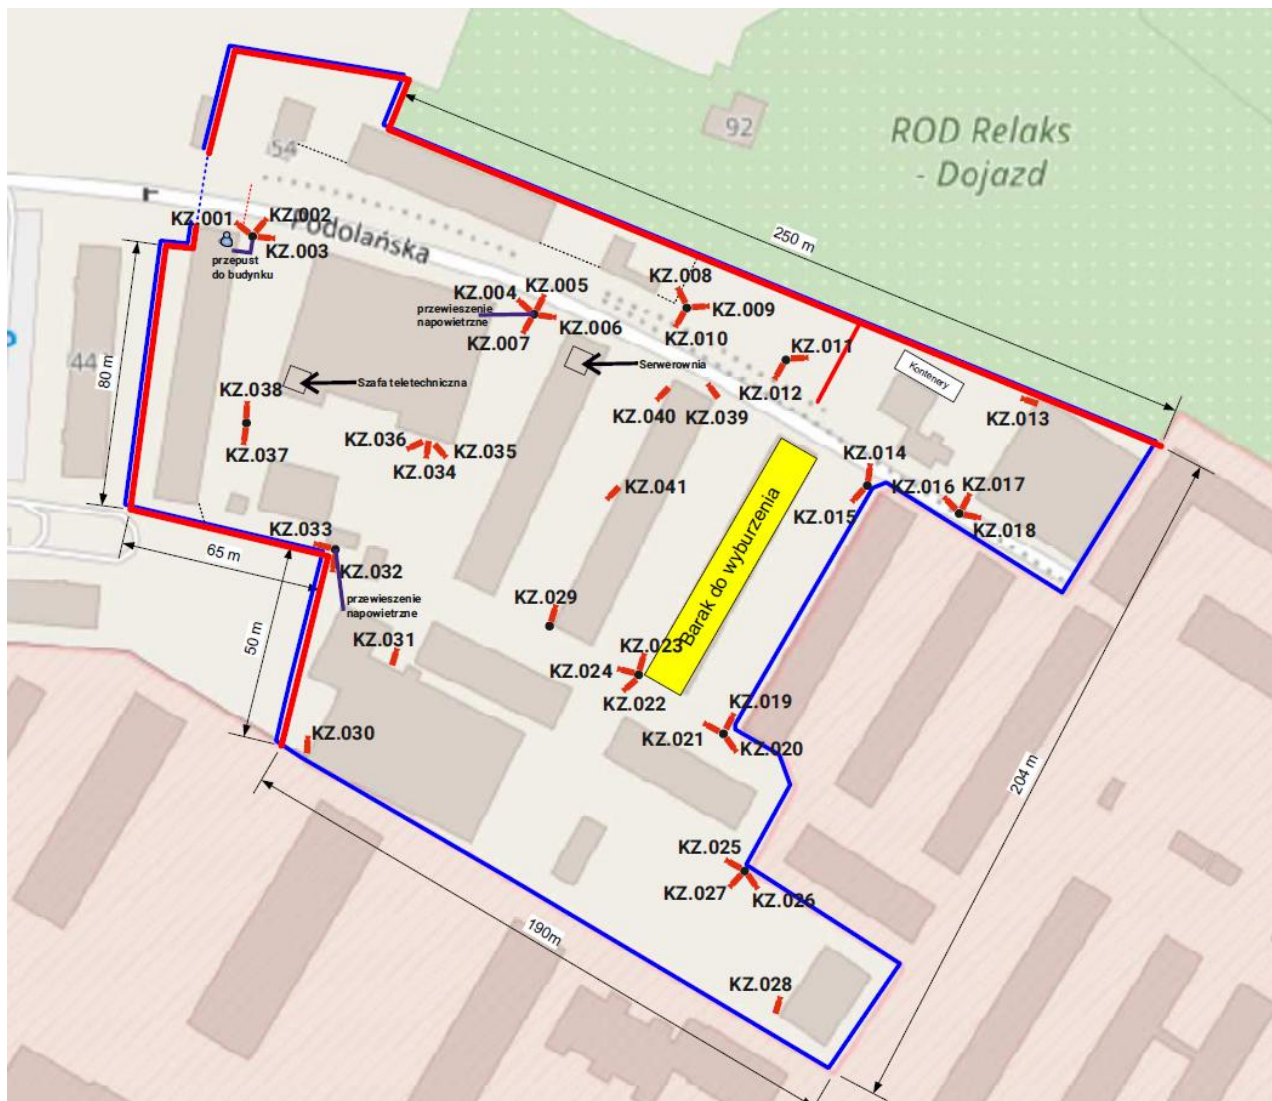 92
ROD Relaks
- Dojazd
54
250 m
KZ.001
KZ.002
Podolańska
KZ.003
przepust
do budynku
KZ.008
KZ.005
KZ.004
przewieszenie
napowietrzne
KZ.009
KZ.006
KZ.010
KZ.007
KZ.011
Serwerownia
44
80 m
Kontenery
Szafa teletechniczna
KZ.012
KZ.038
KZ.040
KZ.039
KZ.013
KZ.036
KZ.035
KZ.037
KZ.034
KZ.014
KZ.041
KZ.016
KZ.017
KZ.015
KZ.018
KZ.033
65 m
KZ.032
Barak do wyburzenia
przewieszenie
napowietrzne
KZ.029
50 m
KZ.031
KZ.023
KZ.024
KZ.022
KZ.019
KZ.030
KZ.021
KZ.020
204 m
KZ.025
KZ.027
KZ.026
190m
KZ.028